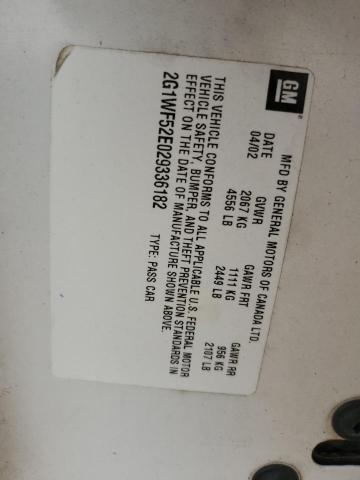 GM
MFD BY GENERAL MOTORS OF CANADA LTD.
DATE GVWR GAWR FRT GAWR RR
04/02 2067 KG 1111 KG 956 KG
4556 LB 2449 LB 2107 LB
THIS VEHICLE CONFORMS TO ALL APPLICABLE U.S. FEDERAL MOTOR
VEHICLE SAFETY, BUMPER, AND THEFT PREVENTION STANDARDS IN
EFFECT ON THE DATE OF MANUFACTURE SHOWN ABOVE.
2G1WF52E029336182 TYPE: PASS CAR